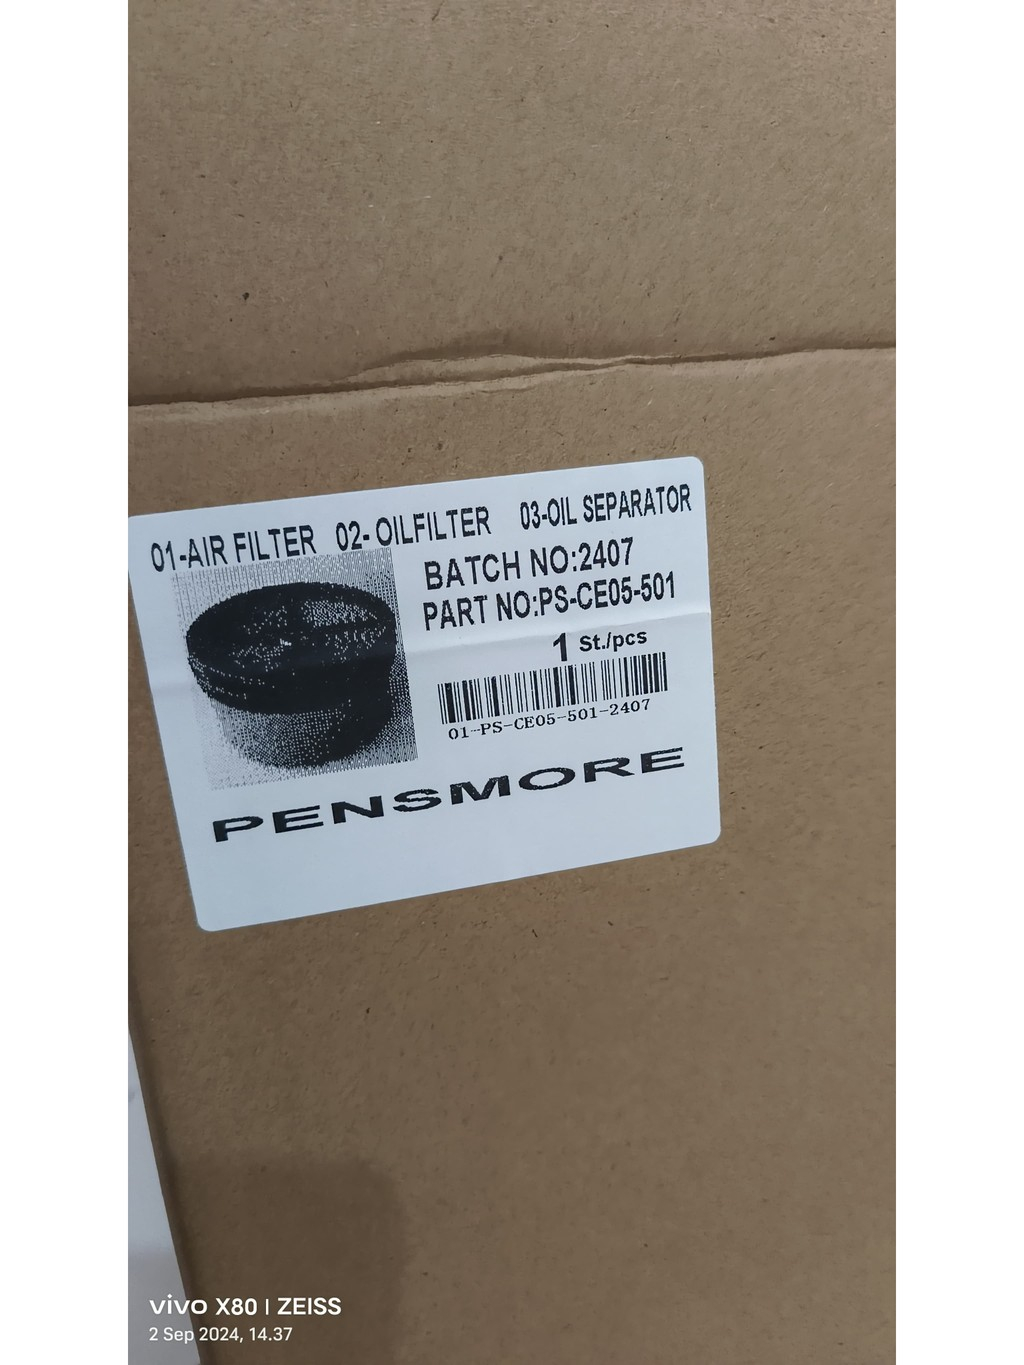 01-AIR FILTER 02- OILFILTER 03-OIL SEPARATOR
BATCH NO:2407
PART NO:PS-CE05-501
1 St./pcs
01-PS-CE05-501-2407
PENSMORE
vivo X80 | ZEISS
2 Sep 2024, 14.37